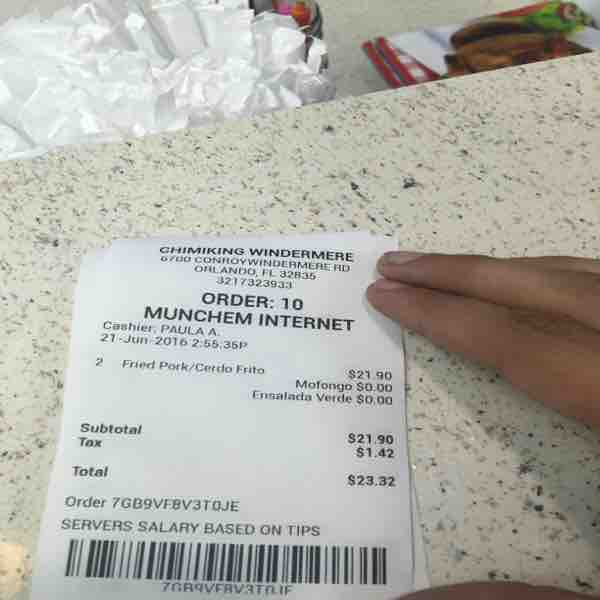 CHIMIKING WINDERMERE
6700 CONROYWINDERMERE RD
ORLANDO, FL 32835
3217323933
ORDER: 10
MUNCHEM INTERNET
Cashier: PAULA A.
21-Jun-2016 2:55:35P
2 Fried Pork/Cerdo Frito $21.90
Mofongo $0.00
Ensalada Verde $0.00
Subtotal $21.90
Tax $1.42
Total $23.32
Order 7GB9VF8V3T0JE
SERVERS SALARY BASED ON TIPS
7GB9VF8V3T0JE